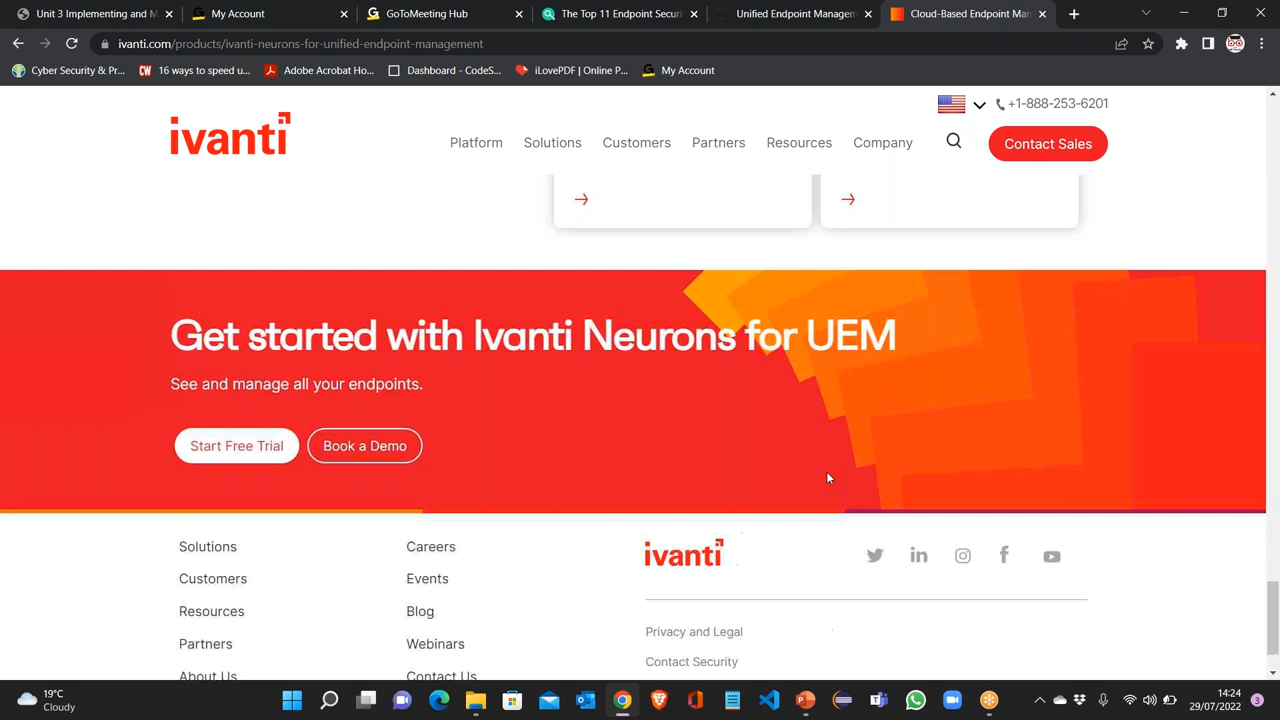 Unit 3 Implementing and M
My Account
GoToMeeting Hub
The Top 11 Endpoint Securi
Unified Endpoint Managem
Cloud-Based Endpoint Man
ivanti.com/products/ivanti-neurons-for-unified-endpoint-management
Cyber Security & Pr...
CW 16 ways to speed u...
Adobe Acrobat Ho...
Dashboard - CodeS...
iLovePDF | Online P...
My Account
+1-888-253-6201
ivanti
Platform
Solutions
Customers
Partners
Resources
Company
Contact Sales
Get started with Ivanti Neurons for UEM
See and manage all your endpoints.
Start Free Trial
Book a Demo
Solutions
Customers
Resources
Partners
About Us
Careers
Events
Blog
Webinars
Contact Us
ivanti
Privacy and Legal
Contact Security
19°C
Cloudy
14:24
29/07/2022
3